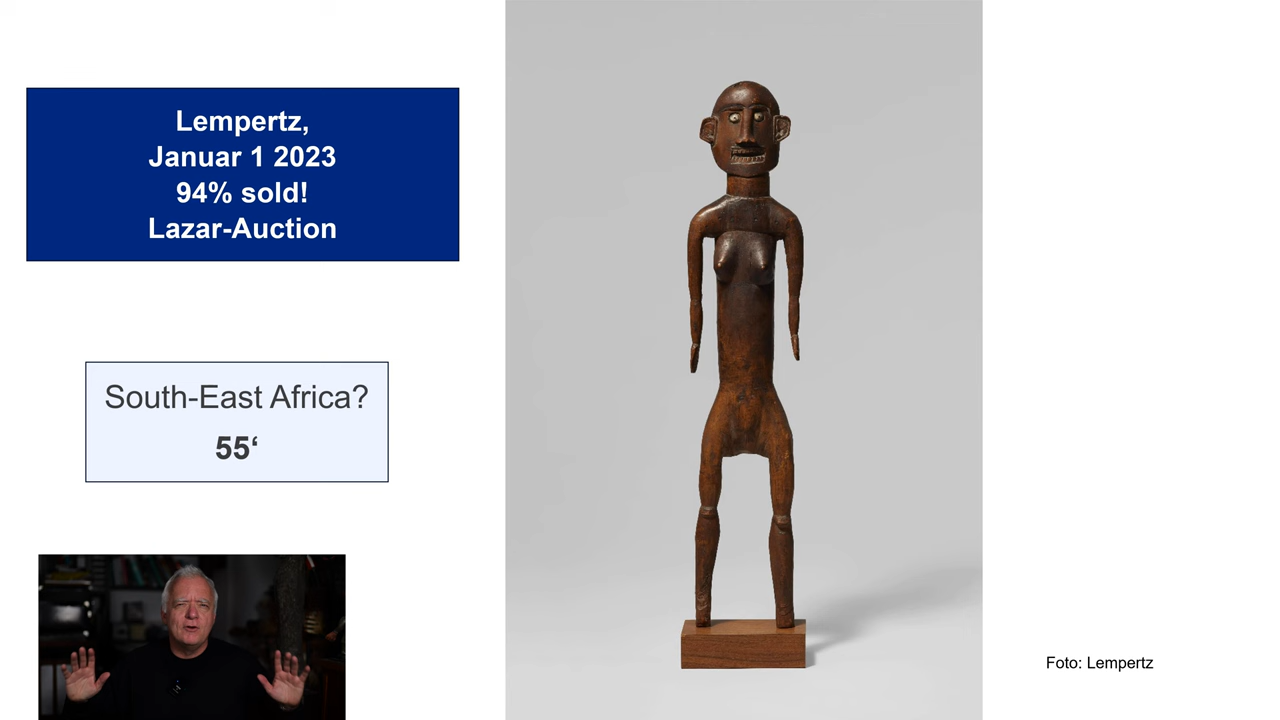 Lempertz,
Januar 1 2023
94% sold!
Lazar-Auction
South-East Africa?
55‘
Foto: Lempertz